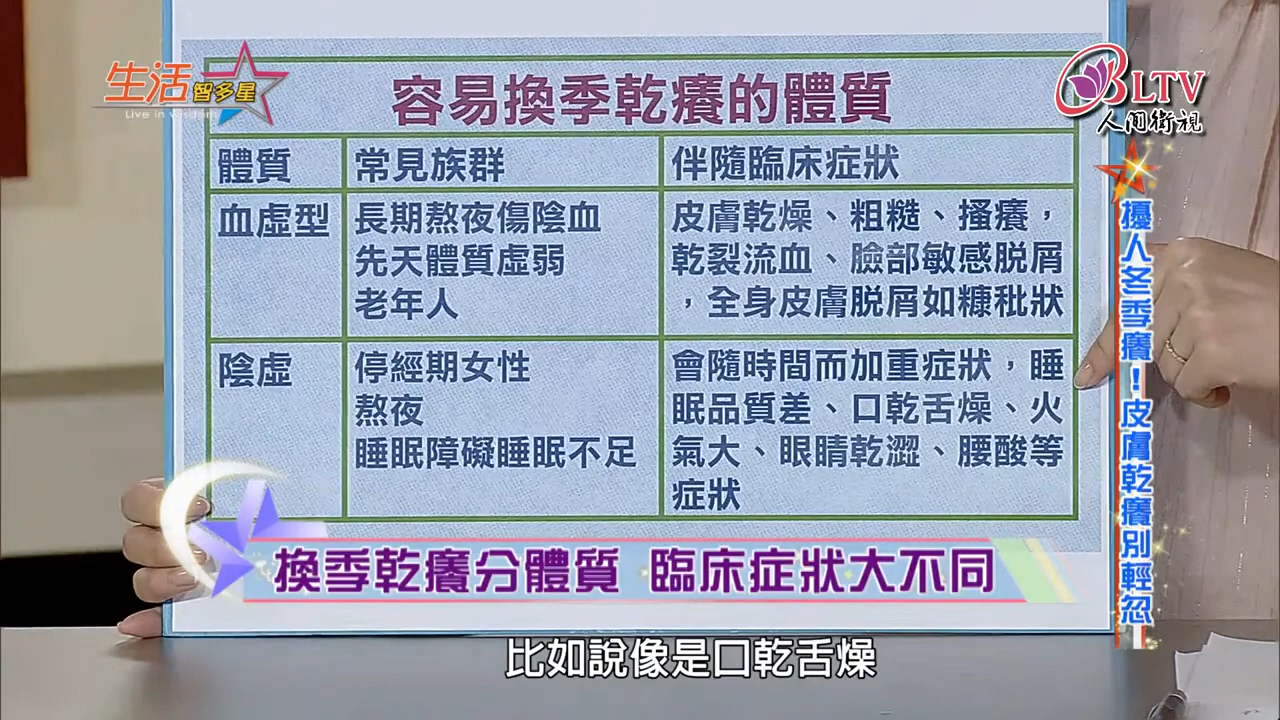 生活
智多星
Live in wisdom
BLTV
人間衛視
容易換季乾癢的體質
體質
常見族群
伴隨臨床症狀
血虛型
長期熬夜傷陰血
先天體質虛弱
老年人
皮膚乾燥、粗糙、搔癢，
乾裂流血、臉部敏感脫屑
，全身皮膚脫屑如糠秕狀
陰虛
停經期女性
熬夜
睡眠障礙睡眠不足
會隨時間而加重症狀，睡
眠品質差、口乾舌燥、火
氣大、眼睛乾澀、腰酸等
症狀
擾人冬季癢！皮膚乾癢別輕忽
換季乾癢分體質 臨床症狀大不同
比如說像是口乾舌燥